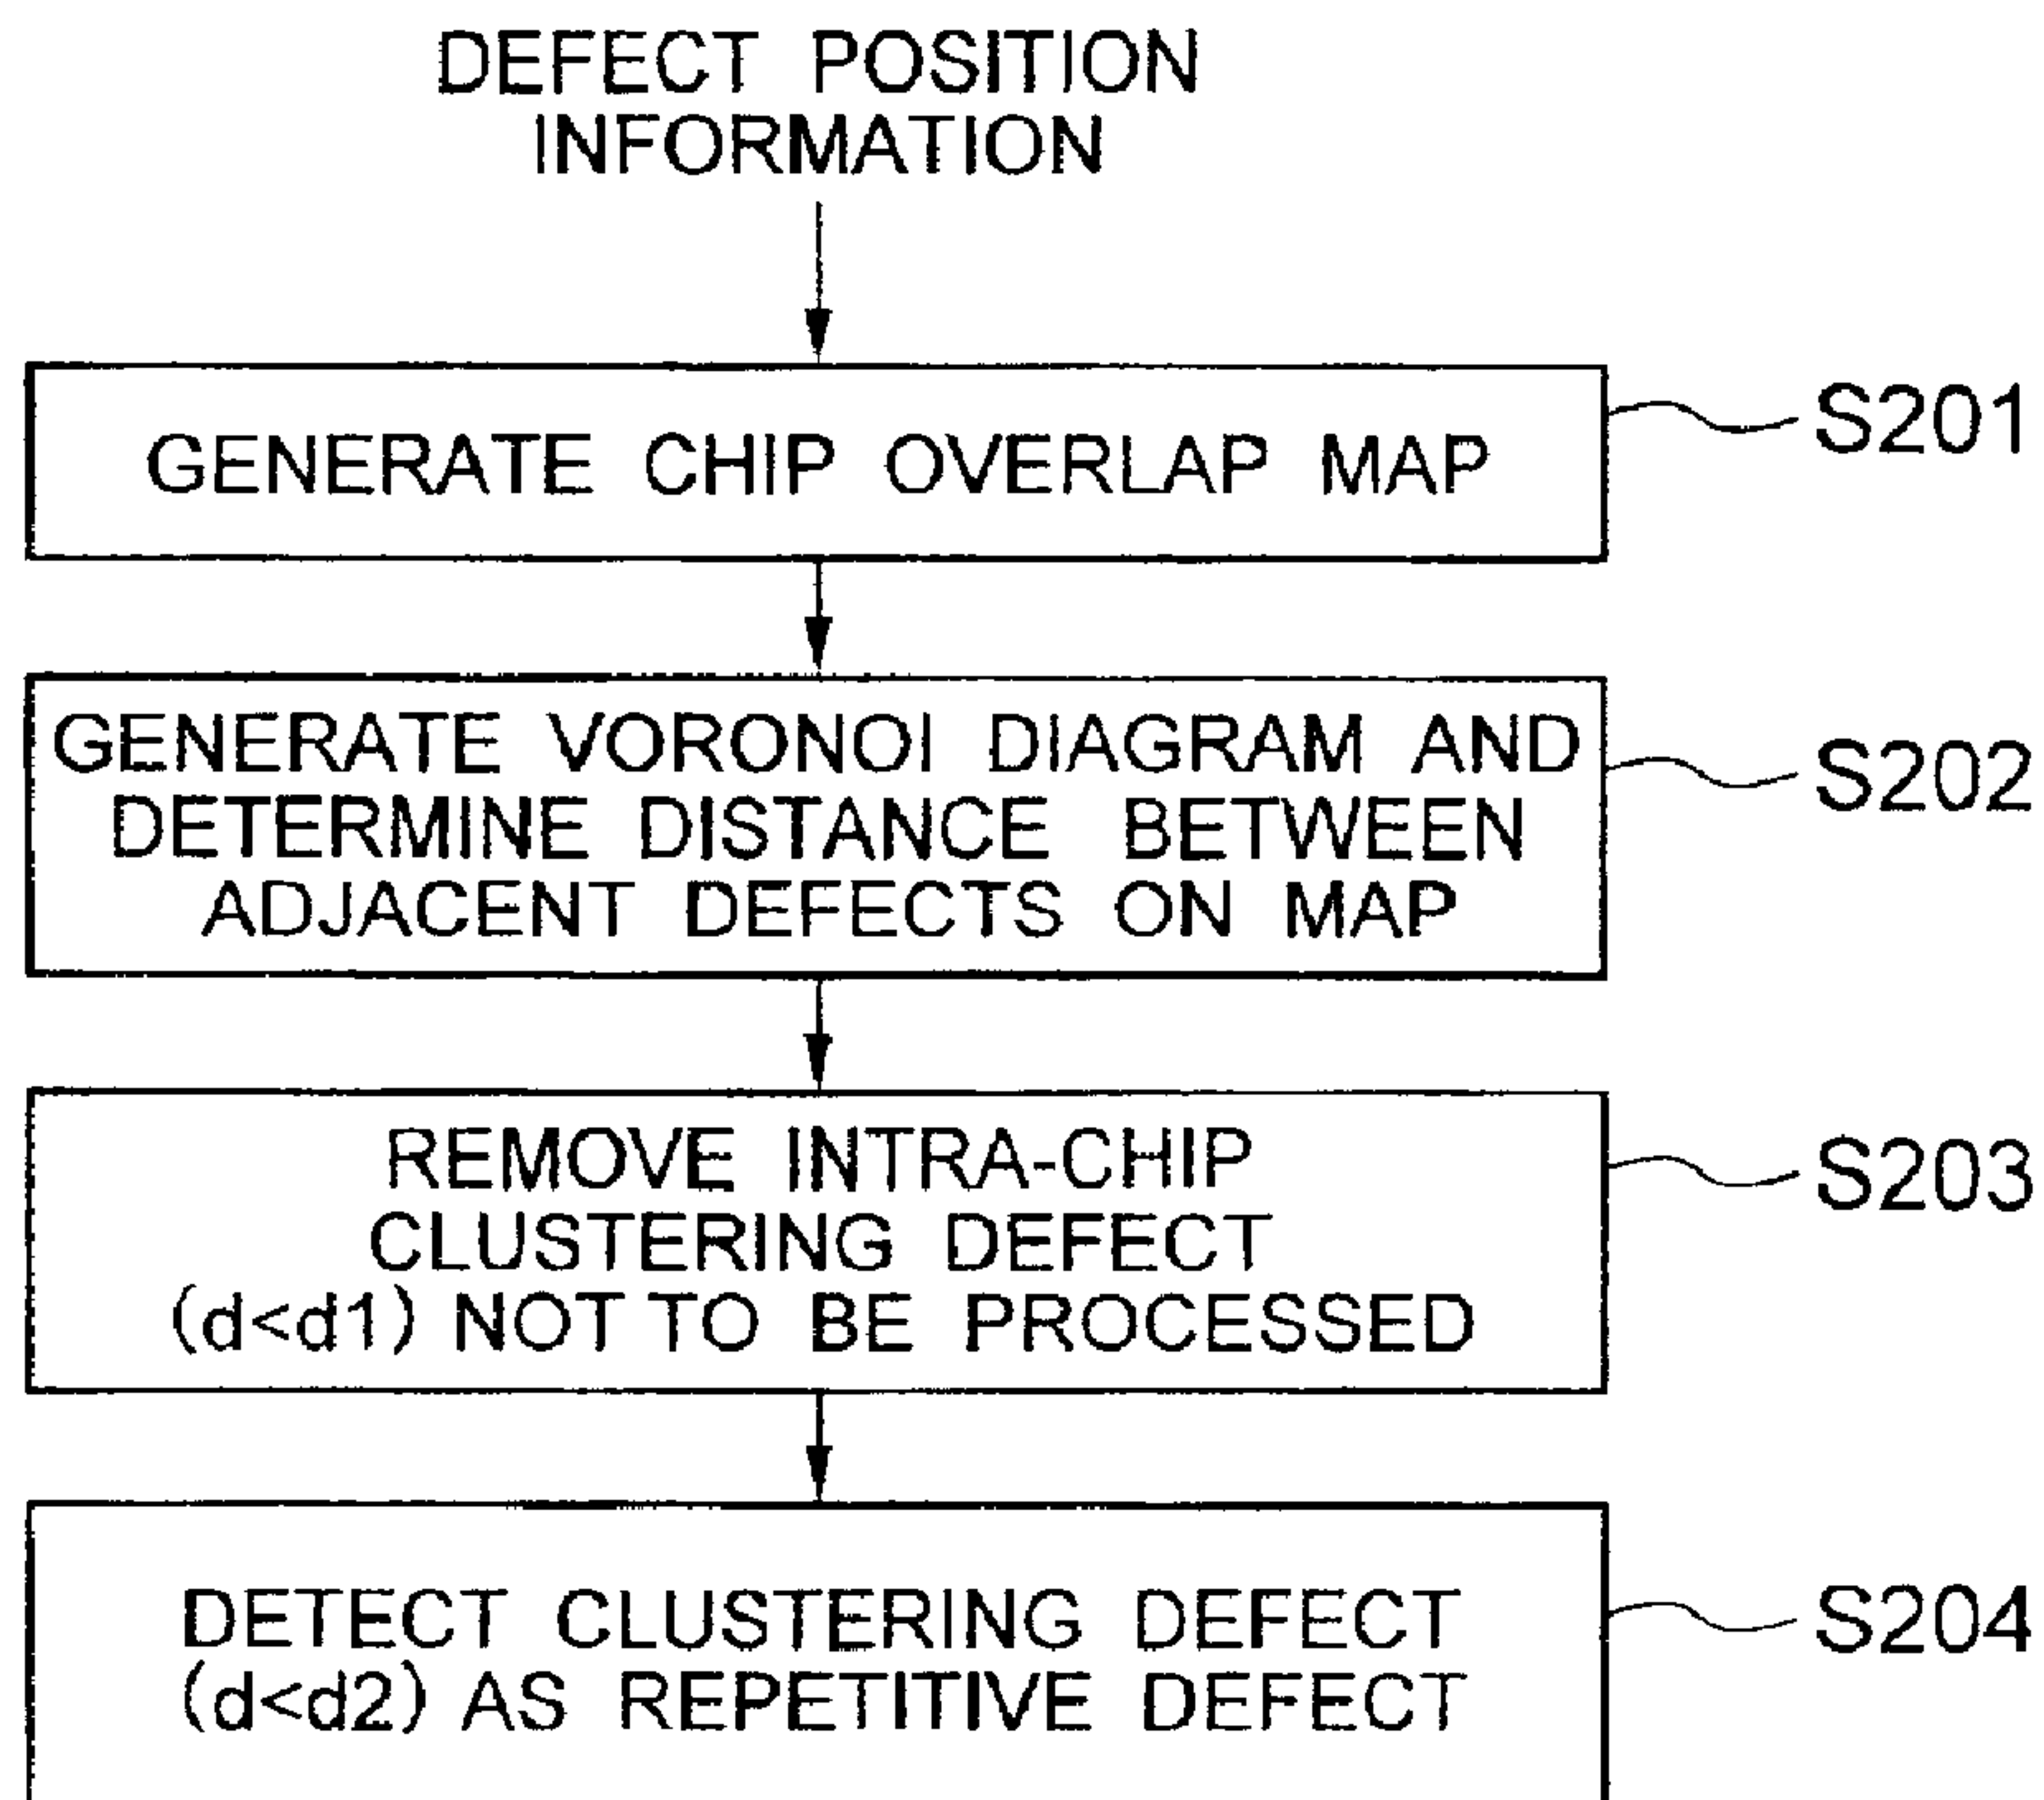 DEFECT POSITION
INFORMATION
GENERATE CHIP OVERLAP MAP
S201
GENERATE VORONOI DIAGRAM AND
DETERMINE DISTANCE BETWEEN
ADJACENT DEFECTS ON MAP
S202
REMOVE INTRA-CHIP
CLUSTERING DEFECT
(d<d1) NOT TO BE PROCESSED
S203
DETECT CLUSTERING DEFECT
(d<d2) AS REPETITIVE DEFECT
S204